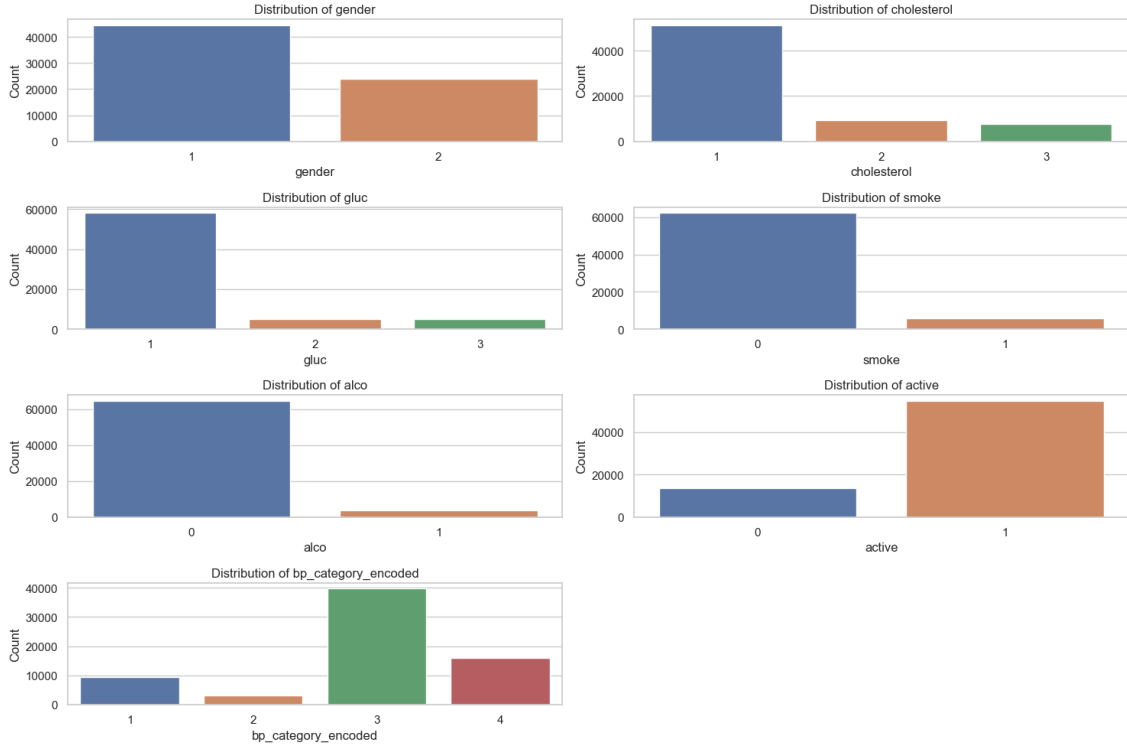 Distribution of gender
Count
40000
30000
20000
10000
0
1 2
gender
Distribution of cholesterol
Count
40000
20000
0
1 2 3
cholesterol
Distribution of gluc
Count
60000
40000
20000
0
1 2 3
gluc
Distribution of smoke
Count
60000
40000
20000
0
0 1
smoke
Distribution of alco
Count
60000
40000
20000
0
0 1
alco
Distribution of active
Count
40000
20000
0
0 1
active
Distribution of bp_category_encoded
Count
40000
30000
20000
10000
0
1 2 3 4
bp_category_encoded